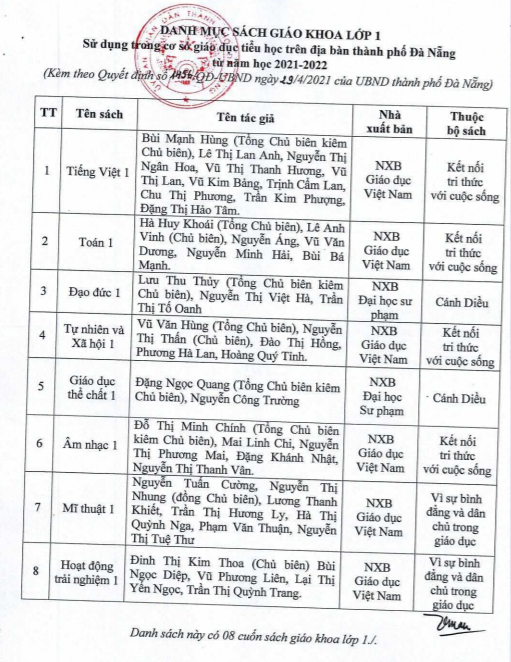 DANH MỤC SÁCH GIÁO KHOA LỚP 1
Sử dụng trong cơ sở giáo dục tiểu học trên địa bàn thành phố Đà Nẵng
từ năm học 2021-2022
(Kèm theo Quyết định số /QĐ-UBND ngày 29/4/2021 của UBND thành phố Đà Nẵng)
TT
Tên sách
Tên tác giả
Nhà
xuất bản
Thuộc
bộ sách
1
Tiếng Việt 1
Bùi Mạnh Hùng (Tổng Chủ biên kiêm
Chủ biên), Lê Thị Lan Anh, Nguyễn Thị
Ngân Hoa, Vũ Thị Thanh Hương, Vũ
Thị Lan, Vũ Kim Bảng, Trịnh Cẩm Lan,
Chu Thị Phương, Trần Kim Phượng,
Đặng Thị Hảo Tâm.
NXB
Giáo dục
Việt Nam
Kết nối
tri thức
với cuộc sống
2
Toán 1
Hà Huy Khoái (Tổng Chủ biên), Lê Anh
Vinh (Chủ biên), Nguyễn Áng, Vũ Văn
Dương, Nguyễn Minh Hải, Bùi Bá
Mạnh.
NXB
Giáo dục
Việt Nam
Kết nối
tri thức
với cuộc sống
3
Đạo đức 1
Lưu Thu Thủy (Tổng Chủ biên kiêm
Chủ biên), Nguyễn Thị Việt Hà, Trần
Thị Tố Oanh
NXB
Đại học sư
phạm
Cánh Diều
4
Tự nhiên và
Xã hội 1
Vũ Văn Hùng (Tổng Chủ biên), Nguyễn
Thị Thấn (Chủ biên), Đào Thị Hồng,
Phương Hà Lan, Hoàng Quý Tỉnh.
NXB
Giáo dục
Việt Nam
Kết nối
tri thức
với cuộc sống
5
Giáo dục
thể chất 1
Đặng Ngọc Quang (Tổng Chủ biên kiêm
Chủ biên), Nguyễn Công Trường
NXB
Đại học
Sư phạm
Cánh Diều
6
Âm nhạc 1
Đỗ Thị Minh Chính (Tổng Chủ biên
kiêm Chủ biên), Mai Linh Chi, Nguyễn
Thị Phương Mai, Đặng Khánh Nhật,
Nguyễn Thị Thanh Vân.
NXB
Giáo dục
Việt Nam
Kết nối
tri thức
với cuộc sống
7
Mĩ thuật 1
Nguyễn Tuấn Cường, Nguyễn Thị
Nhung (đồng Chủ biên), Lương Thanh
Khiết, Trần Thị Hương Ly, Hà Thị
Quỳnh Nga, Phạm Văn Thuận, Nguyễn
Thị Tuệ Thư
NXB
Giáo dục
Việt Nam
Vì sự bình
đẳng và dân
chủ trong
giáo dục
8
Hoạt động
trải nghiệm 1
Đinh Thị Kim Thoa (Chủ biên) Bùi
Ngọc Diệp, Vũ Phương Liên, Lại Thị
Yến Ngọc, Trần Thị Quỳnh Trang.
NXB
Giáo dục
Việt Nam
Vì sự bình
đẳng và dân
chủ trong
giáo dục
Danh sách này có 08 cuốn sách giáo khoa lớp 1./.